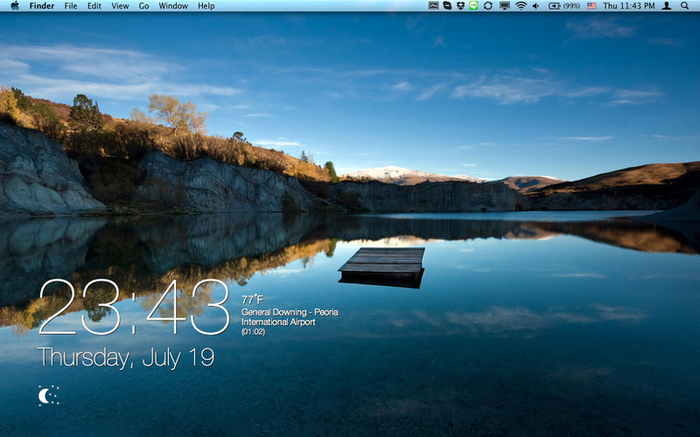 Finder File Edit View Go Window Help (99%) Thu 11:43 PM
23:43
77°F
General Downing - Peoria
International Airport
(01:02)
Thursday, July 19